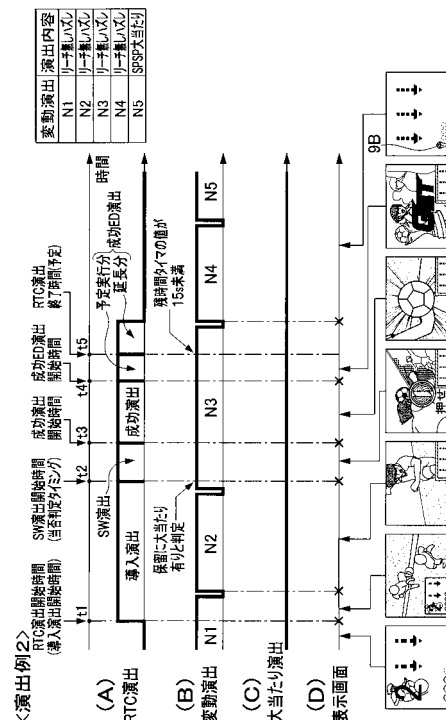 <演出例2>
変動演出 演出内容
N1 リーチ無しハズレ
N2 リーチ無しハズレ
N3 リーチ無しハズレ
N4 リーチ無しハズレ
N5 SPSP大当たり
RTC演出開始時間
(導入演出開始時間)
SW演出開始時間
(当否判定タイミング)
成功演出
開始時間
成功ED演出
開始時間
RTC演出
終了時間(予定)
t1
t2
t3
t4
t5
時間
(A)
RTC演出
導入演出
SW演出
成功演出
予定実行分
延長分
成功ED演出
(B)
変動演出
保留に大当たり
有りと判定
残時間タイマの値が
15s未満
N1
N2
N3
N4
N5
(C)
大当たり演出
(D)
表示画面
2
押せ
GET
9B